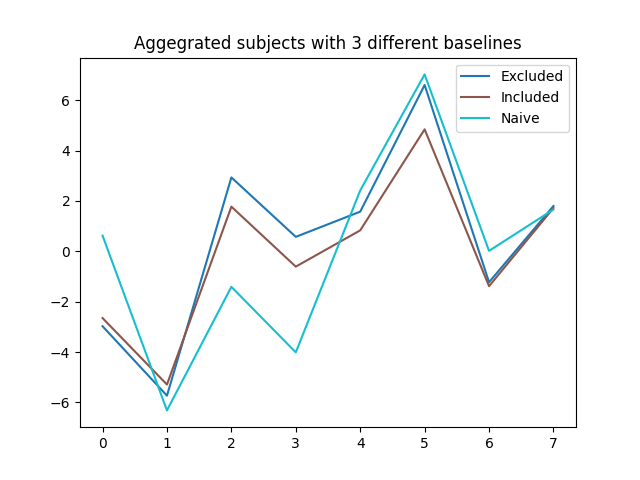 Aggegrated subjects with 3 different baselines
Excluded
Included
Naive
6
4
2
0
−2
−4
−6
0 1 2 3 4 5 6 7